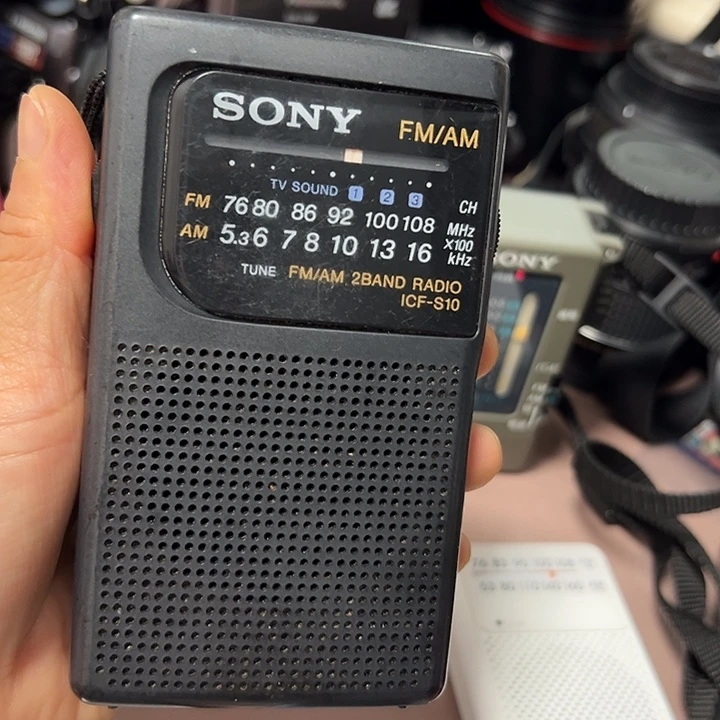 SONY FM/AM
TV SOUND 1 2 3 CH
FM 76 80 86 92 100 108 MHz
AM 5.3 6 7 8 10 13 16 X100 kHz
TUNE FM/AM 2BAND RADIO
ICF-S10
SONY